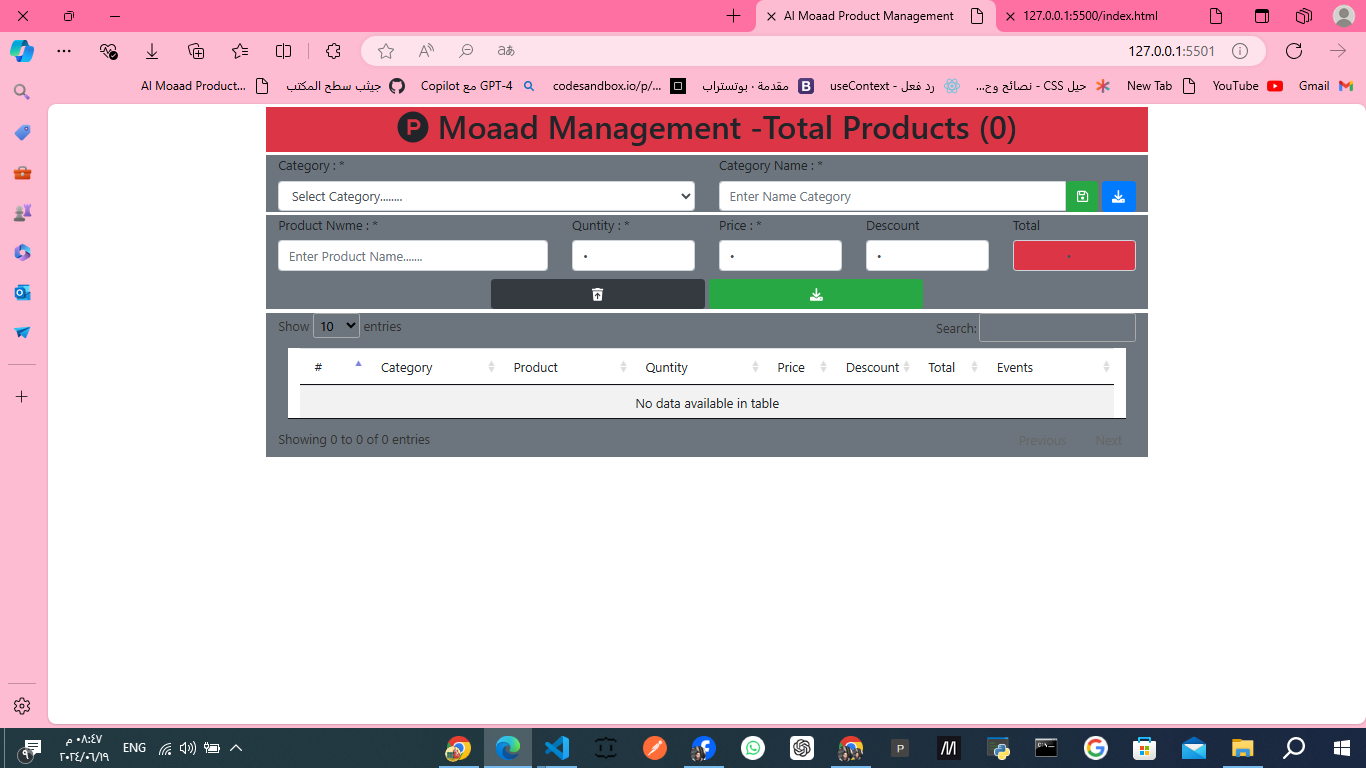 Al Moaad Product Management
127.0.0.1:5500/index.html
127.0.0.1:5501
Al Moaad Product...
جيثب سطح المكتب
Copilot مع GPT-4
codesandbox.io/p/...
مقدمة · بوتستراب
useContext - رد فعل
حيل CSS - نصائح وح...
New Tab
YouTube
Gmail
P Moaad Management -Total Products (0)
Category : *
Category Name : *
Select Category........
Enter Name Category
Product Nwme : *
Quntity : *
Price : *
Descount
Total
Enter Product Name.......
٠
٠
٠
٠
Show 10 entries
Search:
# Category Product Quntity Price Descount Total Events
No data available in table
Showing 0 to 0 of 0 entries
Previous Next
٠٨:٤٧ م
ENG
٢٠٢٤/٠٦/١٩